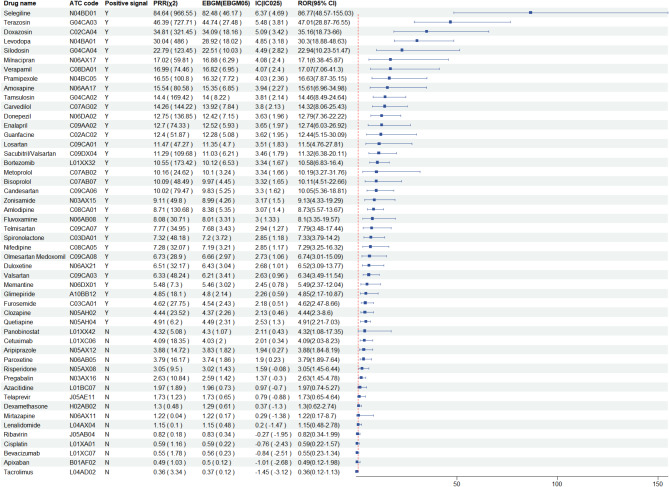 Drug name ATC code Positive signal PRR(χ2) EBGM(EBGM05) IC(IC025) ROR(95% CI)
Selegiline N04BD01 Y 84.64 ( 968.55 ) 82.48 ( 46.17 ) 6.37 ( 4.69 ) 86.77(48.57-155.03)
Terazosin G04CA03 Y 46.39 ( 727.71 ) 44.74 ( 27.48 ) 5.48 ( 3.81 ) 47.01(28.87-76.55)
Doxazosin C02CA04 Y 34.81 ( 321.45 ) 34.09 ( 18.16 ) 5.09 ( 3.42 ) 35.16(18.73-66)
Levodopa N04BA01 Y 30.04 ( 486 ) 28.92 ( 18.02 ) 4.85 ( 3.18 ) 30.3(18.88-48.63)
Silodosin G04CA04 Y 22.79 ( 123.45 ) 22.51 ( 10.03 ) 4.49 ( 2.82 ) 22.94(10.23-51.47)
Milnacipran N06AX17 Y 17.02 ( 59.81 ) 16.88 ( 6.29 ) 4.08 ( 2.4 ) 17.1(6.38-45.87)
Verapamil C08DA01 Y 16.99 ( 74.46 ) 16.82 ( 6.95 ) 4.07 ( 2.4 ) 17.07(7.06-41.3)
Pramipexole N04BC05 Y 16.55 ( 100.8 ) 16.32 ( 7.72 ) 4.03 ( 2.36 ) 16.63(7.87-35.15)
Amoxapine N06AA17 Y 15.54 ( 80.58 ) 15.35 ( 6.85 ) 3.94 ( 2.27 ) 15.61(6.96-34.98)
Tamsulosin G04CA02 Y 14.4 ( 169.42 ) 14 ( 8.22 ) 3.81 ( 2.14 ) 14.46(8.49-24.64)
Carvedilol C07AG02 Y 14.26 ( 144.22 ) 13.92 ( 7.84 ) 3.8 ( 2.13 ) 14.32(8.06-25.43)
Donepezil N06DA02 Y 12.75 ( 136.85 ) 12.42 ( 7.15 ) 3.63 ( 1.96 ) 12.79(7.36-22.22)
Enalapril C09AA02 Y 12.7 ( 74.33 ) 12.52 ( 5.93 ) 3.65 ( 1.97 ) 12.74(6.03-26.92)
Guanfacine C02AC02 Y 12.4 ( 51.87 ) 12.28 ( 5.08 ) 3.62 ( 1.95 ) 12.44(5.15-30.09)
Losartan C09CA01 Y 11.47 ( 47.27 ) 11.35 ( 4.7 ) 3.51 ( 1.83 ) 11.5(4.76-27.81)
Sacubitril/Valsartan C09DX04 Y 11.29 ( 109.68 ) 11.03 ( 6.21 ) 3.46 ( 1.79 ) 11.32(6.38-20.11)
Bortezomib L01XX32 Y 10.55 ( 173.42 ) 10.12 ( 6.53 ) 3.34 ( 1.67 ) 10.58(6.83-16.4)
Metoprolol C07AB02 Y 10.16 ( 24.62 ) 10.1 ( 3.24 ) 3.34 ( 1.66 ) 10.19(3.27-31.76)
Bisoprolol C07AB07 Y 10.09 ( 48.49 ) 9.97 ( 4.45 ) 3.32 ( 1.65 ) 10.11(4.51-22.66)
Candesartan C09CA06 Y 10.02 ( 79.47 ) 9.83 ( 5.25 ) 3.3 ( 1.62 ) 10.05(5.36-18.81)
Zonisamide N03AX15 Y 9.11 ( 49.8 ) 8.99 ( 4.26 ) 3.17 ( 1.5 ) 9.13(4.33-19.29)
Amlodipine C08CA01 Y 8.71 ( 130.68 ) 8.38 ( 5.35 ) 3.07 ( 1.4 ) 8.73(5.57-13.67)
Fluvoxamine N06AB08 Y 8.08 ( 30.71 ) 8.01 ( 3.31 ) 3 ( 1.33 ) 8.1(3.35-19.57)
Telmisartan C09CA07 Y 7.77 ( 34.95 ) 7.68 ( 3.43 ) 2.94 ( 1.27 ) 7.79(3.48-17.44)
Spironolactone C03DA01 Y 7.32 ( 48.18 ) 7.2 ( 3.72 ) 2.85 ( 1.18 ) 7.33(3.79-14.2)
Nifedipine C08CA05 Y 7.28 ( 32.07 ) 7.19 ( 3.21 ) 2.85 ( 1.17 ) 7.29(3.25-16.32)
Olmesartan Medoxomil C09CA08 Y 6.73 ( 28.9 ) 6.66 ( 2.97 ) 2.73 ( 1.06 ) 6.74(3.01-15.09)
Duloxetine N06AX21 Y 6.51 ( 32.17 ) 6.43 ( 3.04 ) 2.68 ( 1.01 ) 6.52(3.09-13.77)
Valsartan C09CA03 Y 6.33 ( 48.24 ) 6.21 ( 3.41 ) 2.63 ( 0.96 ) 6.34(3.49-11.54)
Memantine N06DX01 Y 5.48 ( 7.3 ) 5.46 ( 3.02 ) 2.45 ( 0.78 ) 5.49(2.37-12.04)
Glimepiride A10BB12 Y 4.85 ( 18.1 ) 4.8 ( 2.14 ) 2.26 ( 0.59 ) 4.85(2.17-10.87)
Furosemide C03CA01 Y 4.62 ( 27.75 ) 4.54 ( 2.43 ) 2.18 ( 0.51 ) 4.62(2.47-8.66)
Clozapine N05AH02 Y 4.44 ( 23.52 ) 4.37 ( 2.26 ) 2.13 ( 0.46 ) 4.44(2.3-8.6)
Quetiapine N05AH04 Y 4.91 ( 6.2 ) 4.49 ( 2.31 ) 2.53 ( 1.3 ) 4.91(2.21-7.03)
Panobinostat L01XX42 N 4.32 ( 5.08 ) 4.3 ( 1.07 ) 2.11 ( 0.43 ) 4.32(1.08-17.35)
Cetuximab L01XC06 N 4.09 ( 18.35 ) 4.03 ( 2 ) 2.01 ( 0.34 ) 4.09(2.03-8.23)
Aripiprazole N05AX12 N 3.88 ( 14.72 ) 3.83 ( 1.82 ) 1.94 ( 0.27 ) 3.88(1.84-8.19)
Paroxetine N06AB05 N 3.79 ( 16.17 ) 3.74 ( 1.86 ) 1.9 ( 0.23 ) 3.79(1.89-7.64)
Risperidone N05AX08 N 3.05 ( 9.5 ) 3.02 ( 1.43 ) 1.59 ( -0.08 ) 3.05(1.45-6.44)
Pregabalin N03AX16 N 2.63 ( 10.84 ) 2.59 ( 1.42 ) 1.37 ( -0.3 ) 2.63(1.45-4.78)
Azacitidine L01BC07 N 1.97 ( 1.89 ) 1.96 ( 0.73 ) 0.97 ( -0.7 ) 1.97(0.74-5.27)
Telaprevir J05AE11 N 1.73 ( 1.23 ) 1.73 ( 0.65 ) 0.79 ( -0.88 ) 1.73(0.65-4.64)
Dexamethasone H02AB02 N 1.3 ( 0.48 ) 1.29 ( 0.61 ) 0.37 ( -1.3 ) 1.3(0.62-2.74)
Mirtazapine N06AX11 N 1.22 ( 0.04 ) 1.22 ( 0.17 ) 0.29 ( -1.38 ) 1.22(0.17-8.7)
Lenalidomide L04AX04 N 1.15 ( 0.1 ) 1.15 ( 0.48 ) 0.2 ( -1.47 ) 1.15(0.48-2.78)
Ribavirin J05AB04 N 0.82 ( 0.18 ) 0.83 ( 0.34 ) -0.27 ( -1.95 ) 0.82(0.34-1.99)
Cisplatin L01XA01 N 0.59 ( 1.16 ) 0.59 ( 0.22 ) -0.76 ( -2.43 ) 0.59(0.22-1.57)
Bevacizumab L01XC07 N 0.55 ( 1.78 ) 0.56 ( 0.23 ) -0.84 ( -2.51 ) 0.55(0.23-1.34)
Apixaban B01AF02 N 0.49 ( 1.03 ) 0.5 ( 0.12 ) -1.01 ( -2.68 ) 0.49(0.12-1.98)
Tacrolimus L04AD02 N 0.36 ( 3.34 ) 0.37 ( 0.12 ) -1.45 ( -3.12 ) 0.36(0.12-1.13)
50 100 150